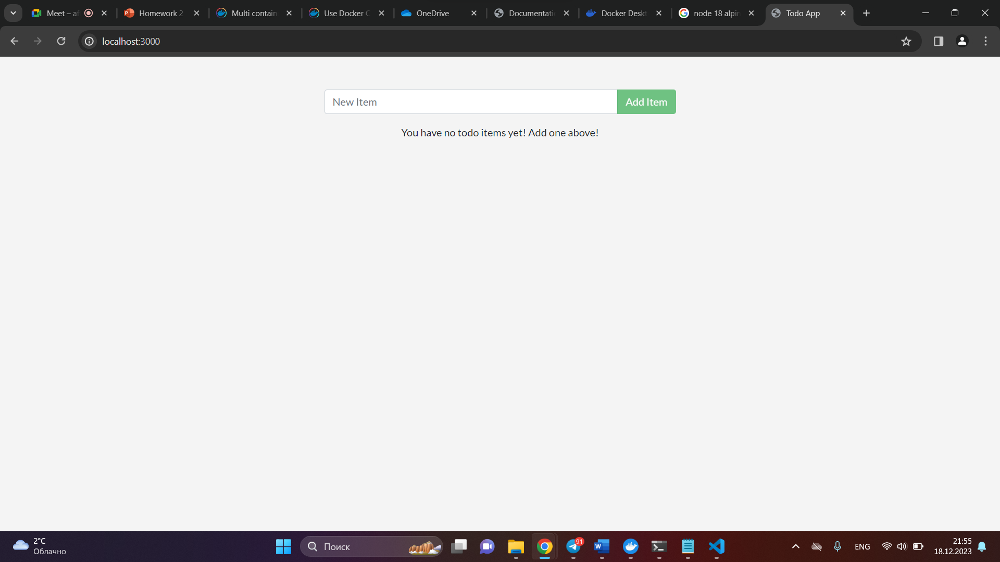 Meet – af
Homework 2
Multi contain
Use Docker C
OneDrive
Documentati
Docker Deskt
node 18 alpin
Todo App
localhost:3000
New Item
Add Item
You have no todo items yet! Add one above!
2°C
Облачно
Поиск
91
ENG
21:55
18.12.2023